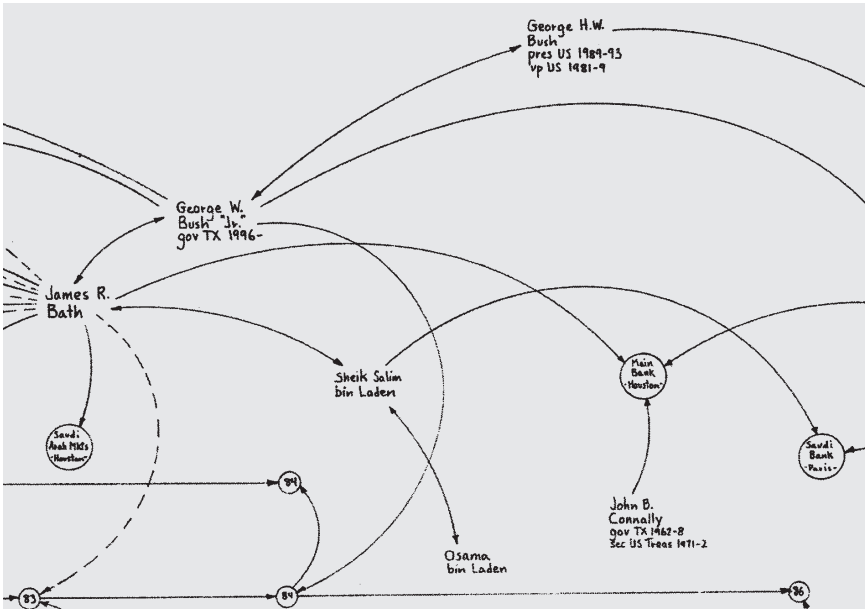 George H.W.
Bush
pres US 1989-93
vp US 1981-9
George W.
Bush "Jr."
gov TX 1996-
James R.
Bath
Sheik Salim
bin Laden
Main
Bank
-Houston-
Saudi
Arab Mkt's
-Houston-
Saudi
Bank
-Paris-
84
John B.
Connally
gov TX 1962-8
sec US Treas 1971-2
Osama
bin Laden
83
84
86